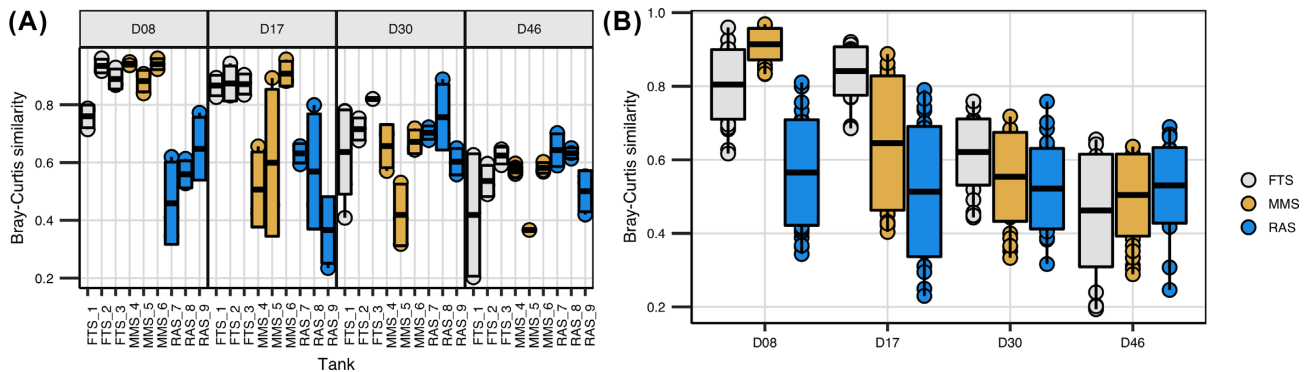 (A)
D08 D17 D30 D46
Bray-Curtis similarity
0.8
0.6
0.4
0.2
FTS_1 FTS_2 FTS_3 MMS_4 MMS_5 MMS_6 RAS_7 RAS_8 RAS_9 FTS_1 FTS_2 FTS_3 MMS_4 MMS_5 MMS_6 RAS_7 RAS_8 RAS_9 FTS_1 FTS_2 FTS_3 MMS_4 MMS_5 MMS_6 RAS_7 RAS_8 RAS_9 FTS_1 FTS_2 FTS_3 MMS_4 MMS_5 MMS_6 RAS_7 RAS_8 RAS_9
Tank
(B)
Bray-Curtis similarity
1.0
0.8
0.6
0.4
0.2
D08 D17 D30 D46
FTS
MMS
RAS